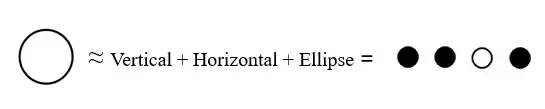 ≈ Vertical + Horizontal + Ellipse =